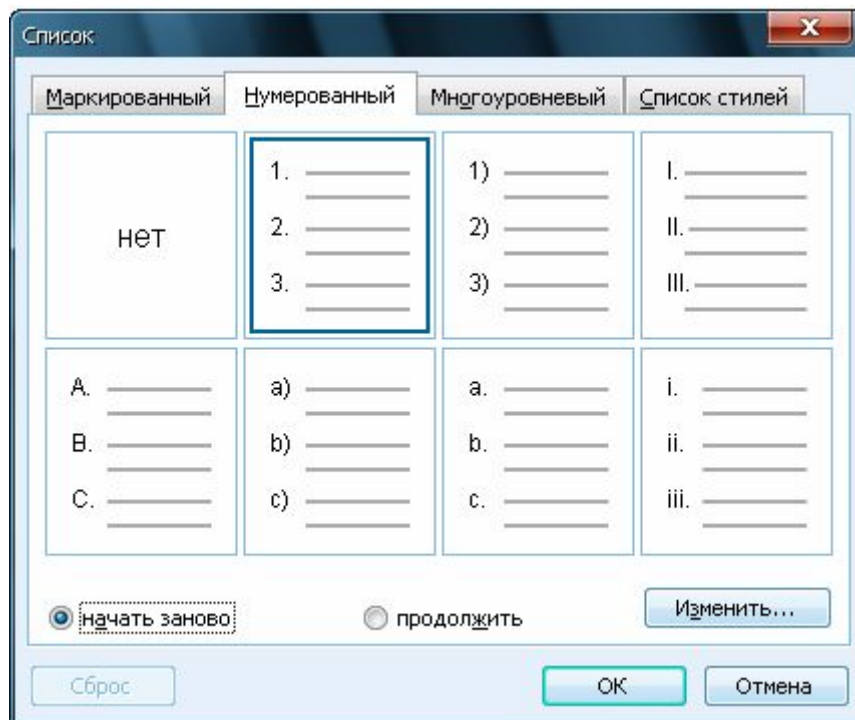 Список
Маркированный Нумерованный Многоуровневый Список стилей
нет
1.
2.
3.
1)
2)
3)
I.
II.
III.
A.
B.
C.
a)
b)
c)
a.
b.
c.
i.
ii.
iii.
начать заново продолжить Изменить...
Сброс ОК Отмена